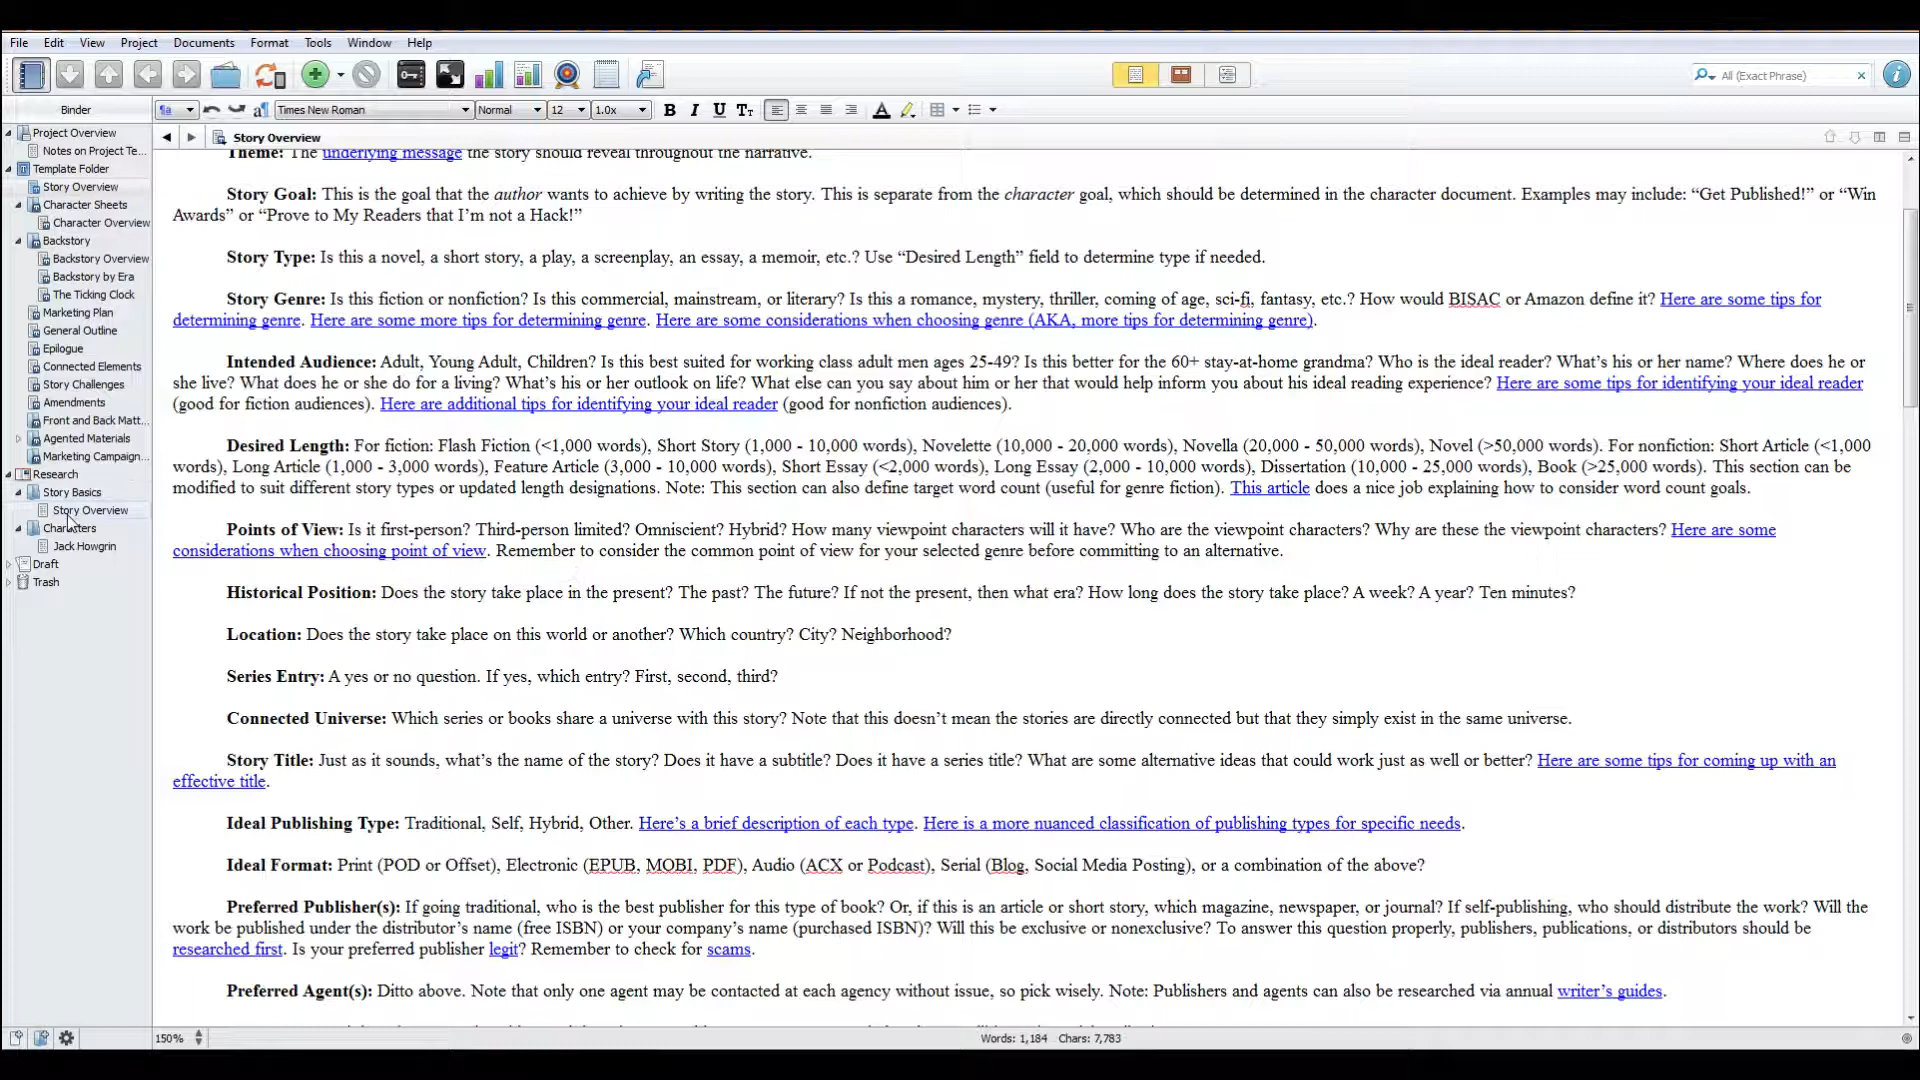 File Edit View Project Documents Format Tools Window Help
All (Exact Phrase)
Binder
Times New Roman Normal 12 1.0x B I U Tт
Project Overview
Notes on Project Te...
Template Folder
Story Overview
Character Sheets
Character Overview
Backstory
Backstory Overview
Backstory by Era
The Ticking Clock
Marketing Plan
General Outline
Epilogue
Connected Elements
Story Challenges
Amendments
Front and Back Matt...
Agented Materials
Marketing Campaign...
Research
Story Basics
Story Overview
Characters
Jack Howgrin
Draft
Trash
Story Overview
Theme: The underlying message the story should reveal throughout the narrative.
Story Goal: This is the goal that the author wants to achieve by writing the story. This is separate from the character goal, which should be determined in the character document. Examples may include: “Get Published!” or “Win
Awards” or “Prove to My Readers that I’m not a Hack!”
Story Type: Is this a novel, a short story, a play, a screenplay, an essay, a memoir, etc.? Use “Desired Length” field to determine type if needed.
Story Genre: Is this fiction or nonfiction? Is this commercial, mainstream, or literary? Is this a romance, mystery, thriller, coming of age, sci-fi, fantasy, etc.? How would BISAC or Amazon define it? Here are some tips for
determining genre. Here are some more tips for determining genre. Here are some considerations when choosing genre (AKA, more tips for determining genre).
Intended Audience: Adult, Young Adult, Children? Is this best suited for working class adult men ages 25-49? Is this better for the 60+ stay-at-home grandma? Who is the ideal reader? What’s his or her name? Where does he or
she live? What does he or she do for a living? What’s his or her outlook on life? What else can you say about him or her that would help inform you about his ideal reading experience? Here are some tips for identifying your ideal reader
(good for fiction audiences). Here are additional tips for identifying your ideal reader (good for nonfiction audiences).
Desired Length: For fiction: Flash Fiction (<1,000 words), Short Story (1,000 - 10,000 words), Novelette (10,000 - 20,000 words), Novella (20,000 - 50,000 words), Novel (>50,000 words). For nonfiction: Short Article (<1,000
words), Long Article (1,000 - 3,000 words), Feature Article (3,000 - 10,000 words), Short Essay (<2,000 words), Long Essay (2,000 - 10,000 words), Dissertation (10,000 - 25,000 words), Book (>25,000 words). This section can be
modified to suit different story types or updated length designations. Note: This section can also define target word count (useful for genre fiction). This article does a nice job explaining how to consider word count goals.
Points of View: Is it first-person? Third-person limited? Omniscient? Hybrid? How many viewpoint characters will it have? Who are the viewpoint characters? Why are these the viewpoint characters? Here are some
considerations when choosing point of view. Remember to consider the common point of view for your selected genre before committing to an alternative.
Historical Position: Does the story take place in the present? The past? The future? If not the present, then what era? How long does the story take place? A week? A year? Ten minutes?
Location: Does the story take place on this world or another? Which country? City? Neighborhood?
Series Entry: A yes or no question. If yes, which entry? First, second, third?
Connected Universe: Which series or books share a universe with this story? Note that this doesn’t mean the stories are directly connected but that they simply exist in the same universe.
Story Title: Just as it sounds, what’s the name of the story? Does it have a subtitle? Does it have a series title? What are some alternative ideas that could work just as well or better? Here are some tips for coming up with an
effective title.
Ideal Publishing Type: Traditional, Self, Hybrid, Other. Here’s a brief description of each type. Here is a more nuanced classification of publishing types for specific needs.
Ideal Format: Print (POD or Offset), Electronic (EPUB, MOBI, PDF), Audio (ACX or Podcast), Serial (Blog, Social Media Posting), or a combination of the above?
Preferred Publisher(s): If going traditional, who is the best publisher for this type of book? Or, if this is an article or short story, which magazine, newspaper, or journal? If self-publishing, who should distribute the work? Will the
work be published under the distributor’s name (free ISBN) or your company’s name (purchased ISBN)? Will this be exclusive or nonexclusive? To answer this question properly, publishers, publications, or distributors should be
researched first. Is your preferred publisher legit? Remember to check for scams.
Preferred Agent(s): Ditto above. Note that only one agent may be contacted at each agency without issue, so pick wisely. Note: Publishers and agents can also be researched via annual writer’s guides.
150% Words: 1,184 Chars: 7,783